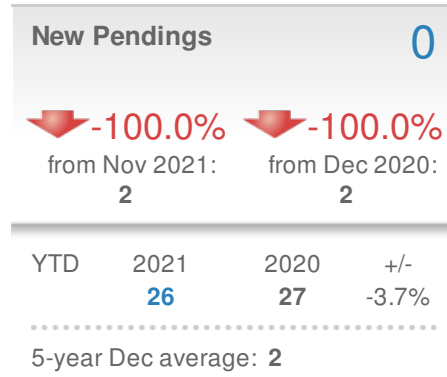 New Pendings 0
-100.0% -100.0%
from Nov 2021: from Dec 2020:
2 2
YTD 2021 2020 +/-
26 27 -3.7%
5-year Dec average: 2